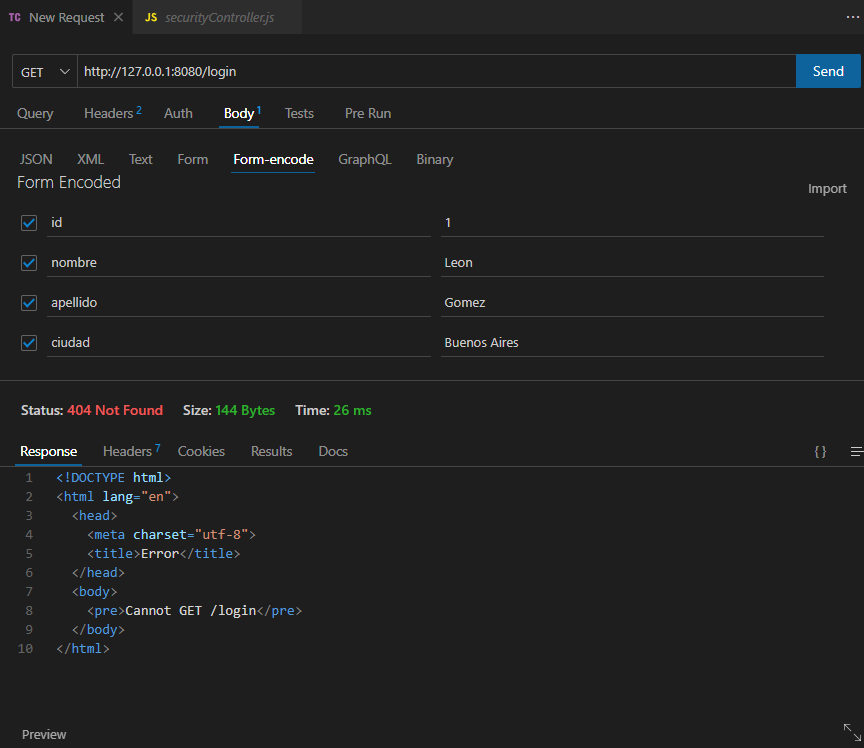 TC New Request × JS securityController.js ...
GET http://127.0.0.1:8080/login Send
Query Headers 2 Auth Body 1 Tests Pre Run
JSON XML Text Form Form-encode GraphQL Binary
Form Encoded
Import
id 1
nombre Leon
apellido Gomez
ciudad Buenos Aires
Status: 404 Not Found Size: 144 Bytes Time: 26 ms
Response Headers 7 Cookies Results Docs { }
1 <!DOCTYPE html>
2 <html lang="en">
3 <head>
4 <meta charset="utf-8">
5 <title>Error</title>
6 </head>
7 <body>
8 <pre>Cannot GET /login</pre>
9 </body>
10 </html>
Preview